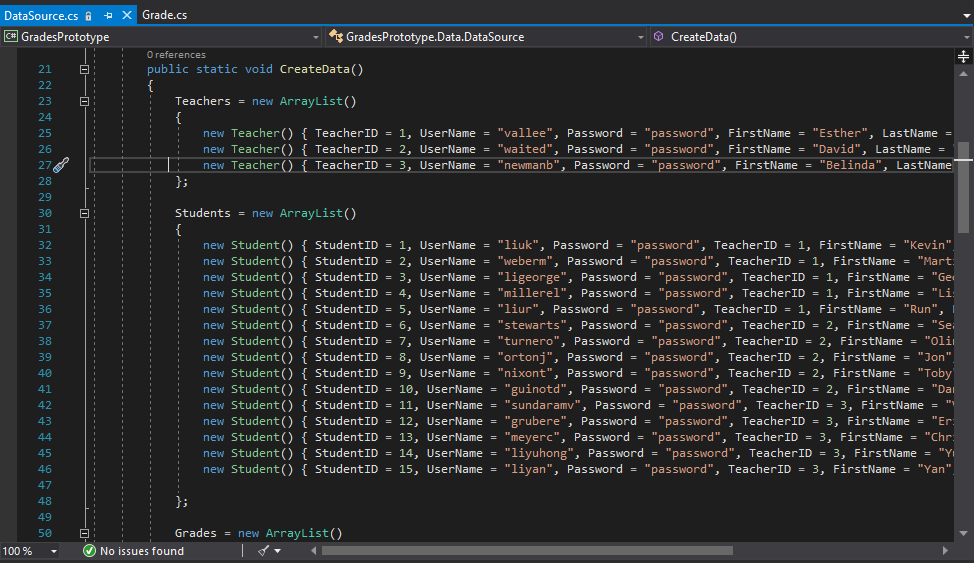 DataSource.cs Grade.cs
C# GradesPrototype GradesPrototype.Data.DataSource CreateData()
0 references
21 public static void CreateData()
22 {
23 Teachers = new ArrayList()
24 {
25 new Teacher() { TeacherID = 1, UserName = "vallee", Password = "password", FirstName = "Esther", LastName =
26 new Teacher() { TeacherID = 2, UserName = "waited", Password = "password", FirstName = "David", LastName = "
27 new Teacher() { TeacherID = 3, UserName = "newmanb", Password = "password", FirstName = "Belinda", LastName
28 };
29
30 Students = new ArrayList()
31 {
32 new Student() { StudentID = 1, UserName = "liuk", Password = "password", TeacherID = 1, FirstName = "Kevin",
33 new Student() { StudentID = 2, UserName = "weberm", Password = "password", TeacherID = 1, FirstName = "Marti
34 new Student() { StudentID = 3, UserName = "ligeorge", Password = "password", TeacherID = 1, FirstName = "Geo
35 new Student() { StudentID = 4, UserName = "millerel", Password = "password", TeacherID = 1, FirstName = "Lis
36 new Student() { StudentID = 5, UserName = "liur", Password = "password", TeacherID = 1, FirstName = "Run",
37 new Student() { StudentID = 6, UserName = "stewarts", Password = "password", TeacherID = 2, FirstName = "Sea
38 new Student() { StudentID = 7, UserName = "turnero", Password = "password", TeacherID = 2, FirstName = "Oli
39 new Student() { StudentID = 8, UserName = "ortonj", Password = "password", TeacherID = 2, FirstName = "Jon",
40 new Student() { StudentID = 9, UserName = "nixont", Password = "password", TeacherID = 2, FirstName = "Toby"
41 new Student() { StudentID = 10, UserName = "guinotd", Password = "password", TeacherID = 2, FirstName = "Dan
42 new Student() { StudentID = 11, UserName = "sundaramv", Password = "password", TeacherID = 3, FirstName = "
43 new Student() { StudentID = 12, UserName = "grubere", Password = "password", TeacherID = 3, FirstName = "Eri
44 new Student() { StudentID = 13, UserName = "meyerc", Password = "password", TeacherID = 3, FirstName = "Chri
45 new Student() { StudentID = 14, UserName = "liyuhong", Password = "password", TeacherID = 3, FirstName = "Yu
46 new Student() { StudentID = 15, UserName = "liyan", Password = "password", TeacherID = 3, FirstName = "Yan",
47
48 };
49
50 Grades = new ArrayList()
100 % No issues found